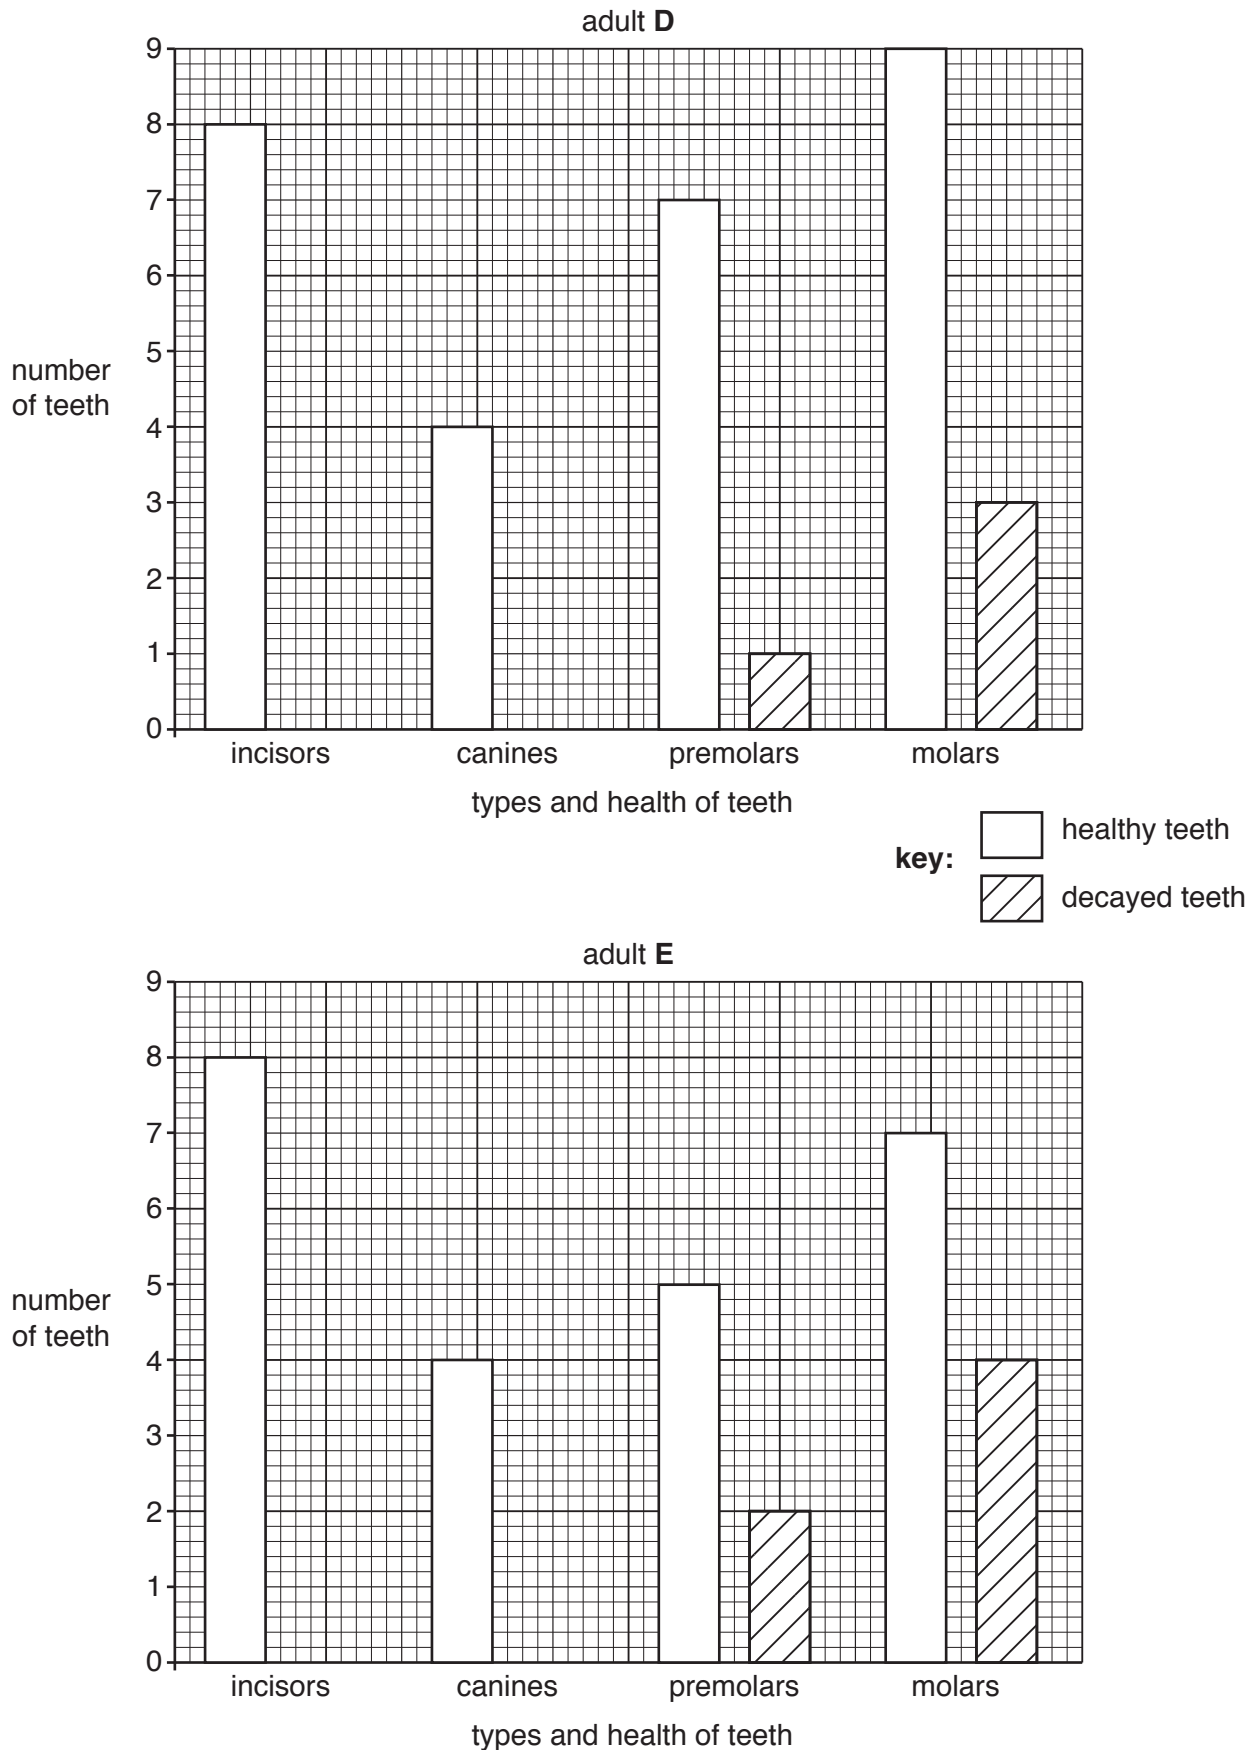 adult D
9
8
7
6
5
4
3
2
1
0
number
of teeth
incisors canines premolars molars
types and health of teeth
key:
healthy teeth
decayed teeth
adult E
9
8
7
6
5
4
3
2
1
0
number
of teeth
incisors canines premolars molars
types and health of teeth